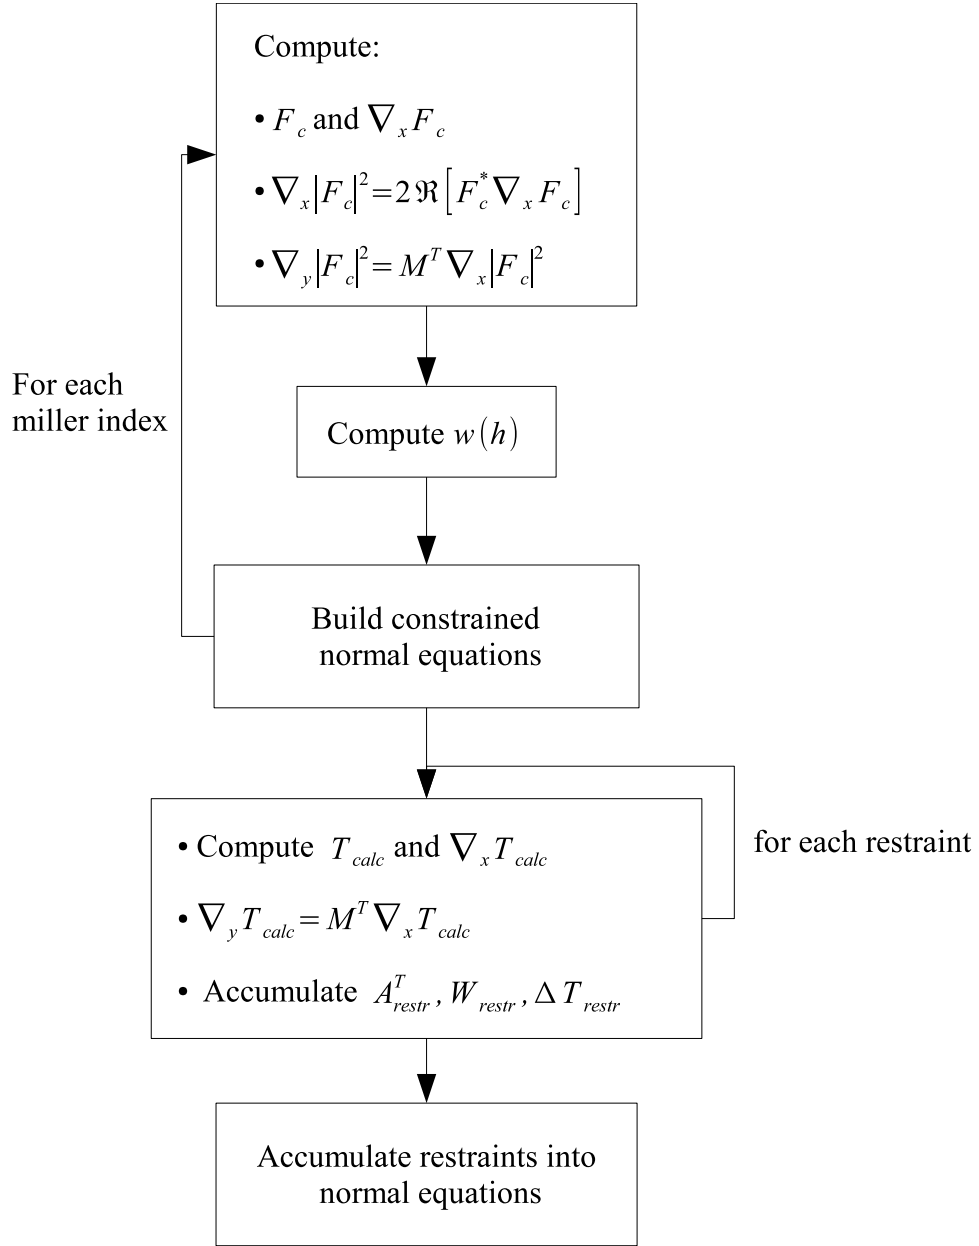 Compute:
• F_c and ∇_x F_c
• ∇_x|F_c|^2=2ℜ[F_c^*∇_x F_c]
• ∇_y|F_c|^2=M^T∇_x|F_c|^2
For each
miller index
Compute w(h)
Build constrained
normal equations
• Compute T_calc and ∇_x T_calc
for each restraint
• ∇_y T_calc=M^T∇_x T_calc
• Accumulate A_restr^T, W_restr, ΔT_restr
Accumulate restraints into
normal equations